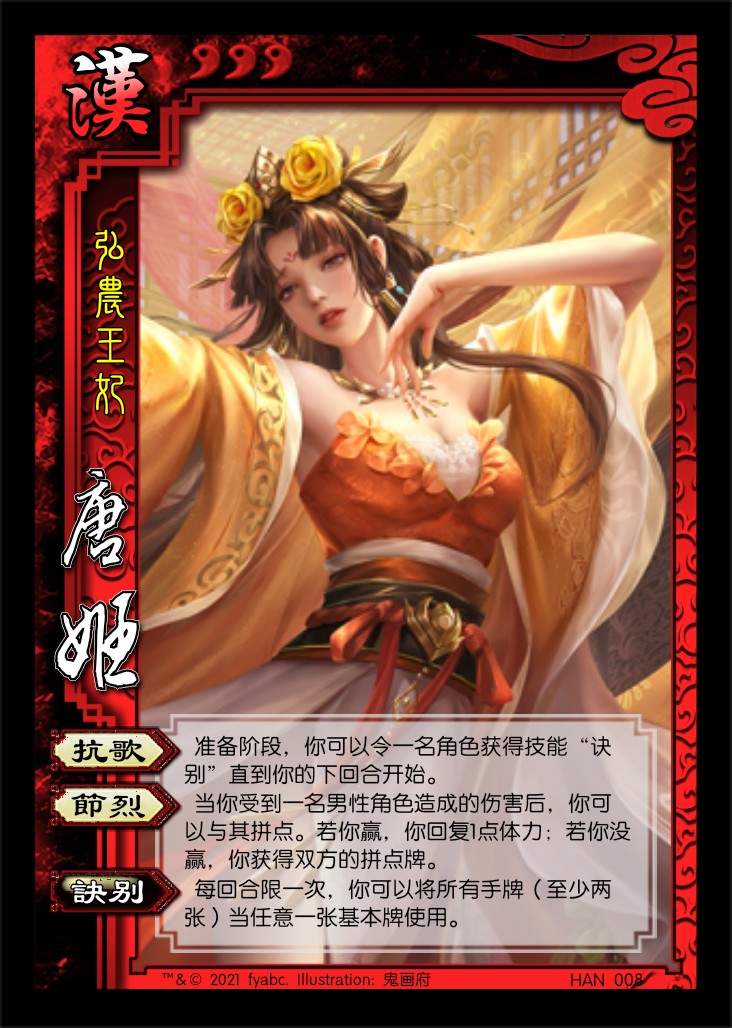 漢
弘農王妃
唐姬
抗歌
准备阶段，你可以令一名角色获得技能“诀
别”直到你的下回合开始。
節烈
当你受到一名男性角色造成的伤害后，你可
以与其拼点。若你赢，你回复1点体力；若你没
赢，你获得双方的拼点牌。
訣别
每回合限一次，你可以将所有手牌（至少两
张）当任意一张基本牌使用。
™&© 2021 fyabc. Illustration: 鬼画府
HAN 008